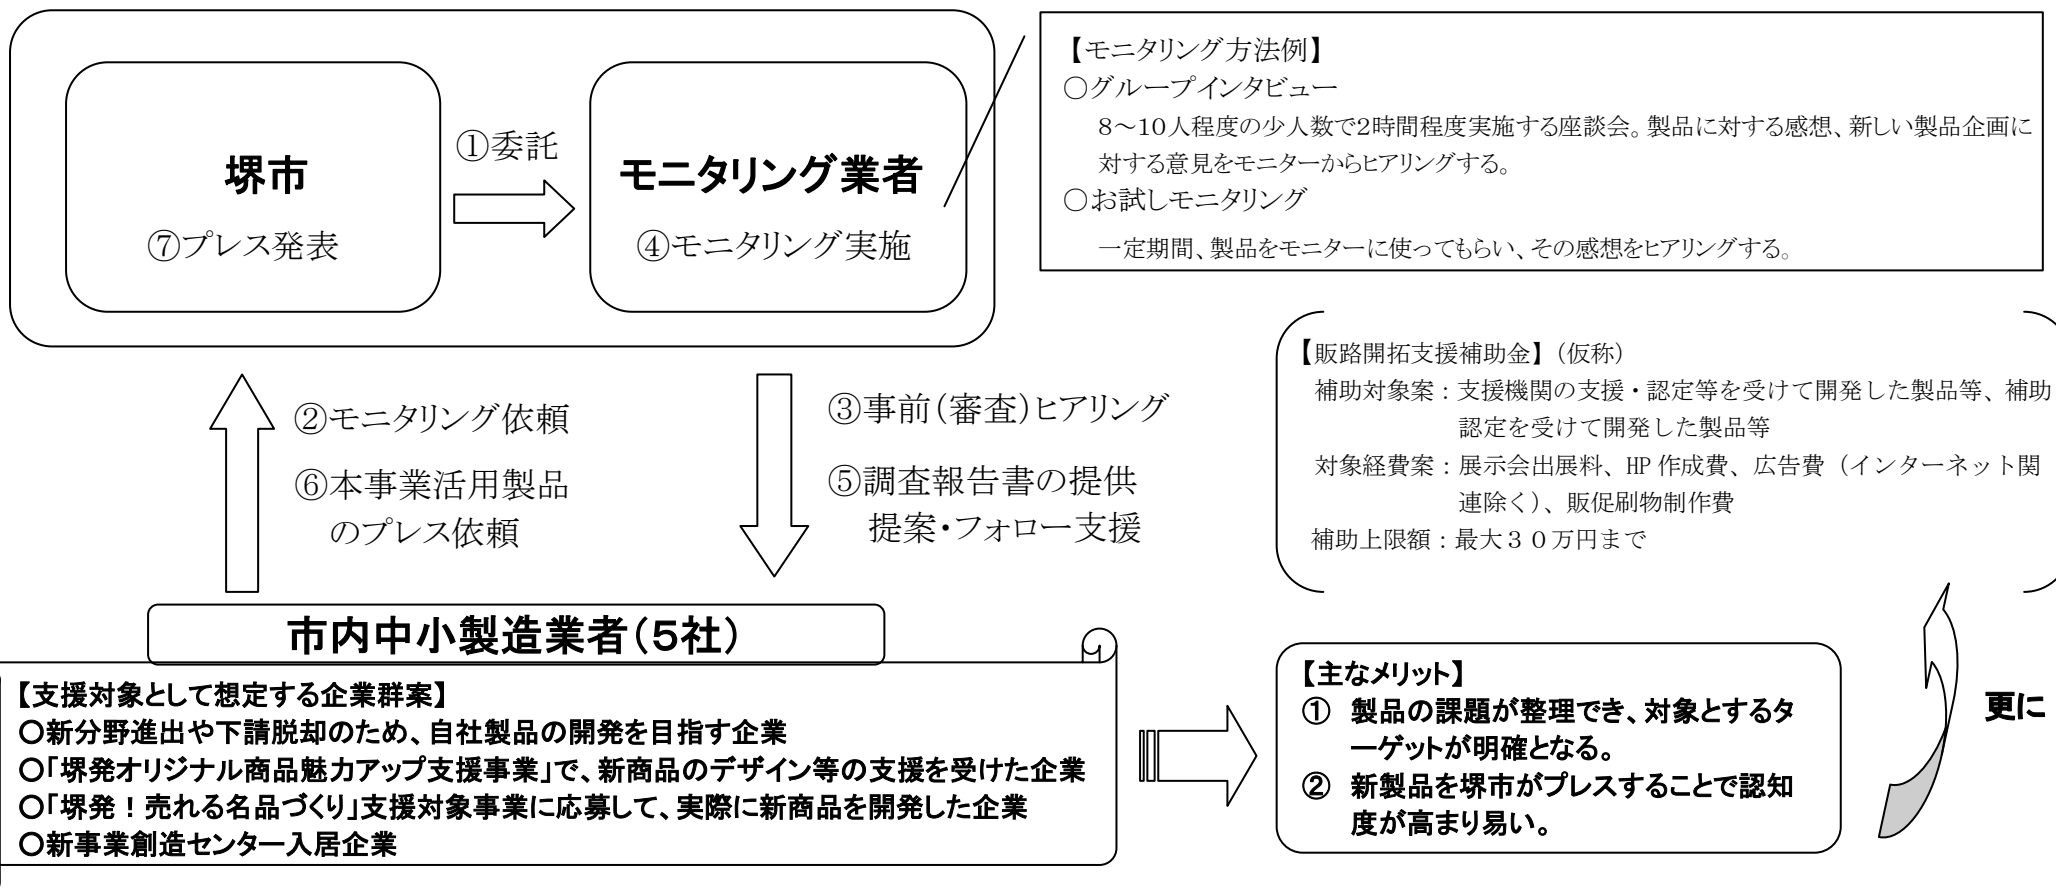 堺市
⑦プレス発表
①委託
モニタリング業者
④モニタリング実施
【モニタリング方法例】
○グループインタビュー
8～10人程度の少人数で2時間程度実施する座談会。製品に対する感想、新しい製品企画に
対する意見をモニターからヒアリングする。
○お試しモニタリング
一定期間、製品をモニターに使ってもらい、その感想をヒアリングする。
②モニタリング依頼
⑥本事業活用製品
のプレス依頼
③事前(審査)ヒアリング
⑤調査報告書の提供
提案・フォロー支援
【販路開拓支援補助金】（仮称）
補助対象案：支援機関の支援・認定等を受けて開発した製品等、補助
認定を受けて開発した製品等
対象経費案：展示会出展料、HP 作成費、広告費（インターネット関
連除く）、販促刷物制作費
補助上限額：最大３０万円まで
市内中小製造業者(5社)
【支援対象として想定する企業群案】
○新分野進出や下請脱却のため、自社製品の開発を目指す企業
○「堺発オリジナル商品魅力アップ支援事業」で、新商品のデザイン等の支援を受けた企業
○「堺発！売れる名品づくり」支援対象事業に応募して、実際に新商品を開発した企業
○新事業創造センター入居企業
【主なメリット】
① 製品の課題が整理でき、対象とするタ
ーゲットが明確となる。
② 新製品を堺市がプレスすることで認知
度が高まり易い。
更に